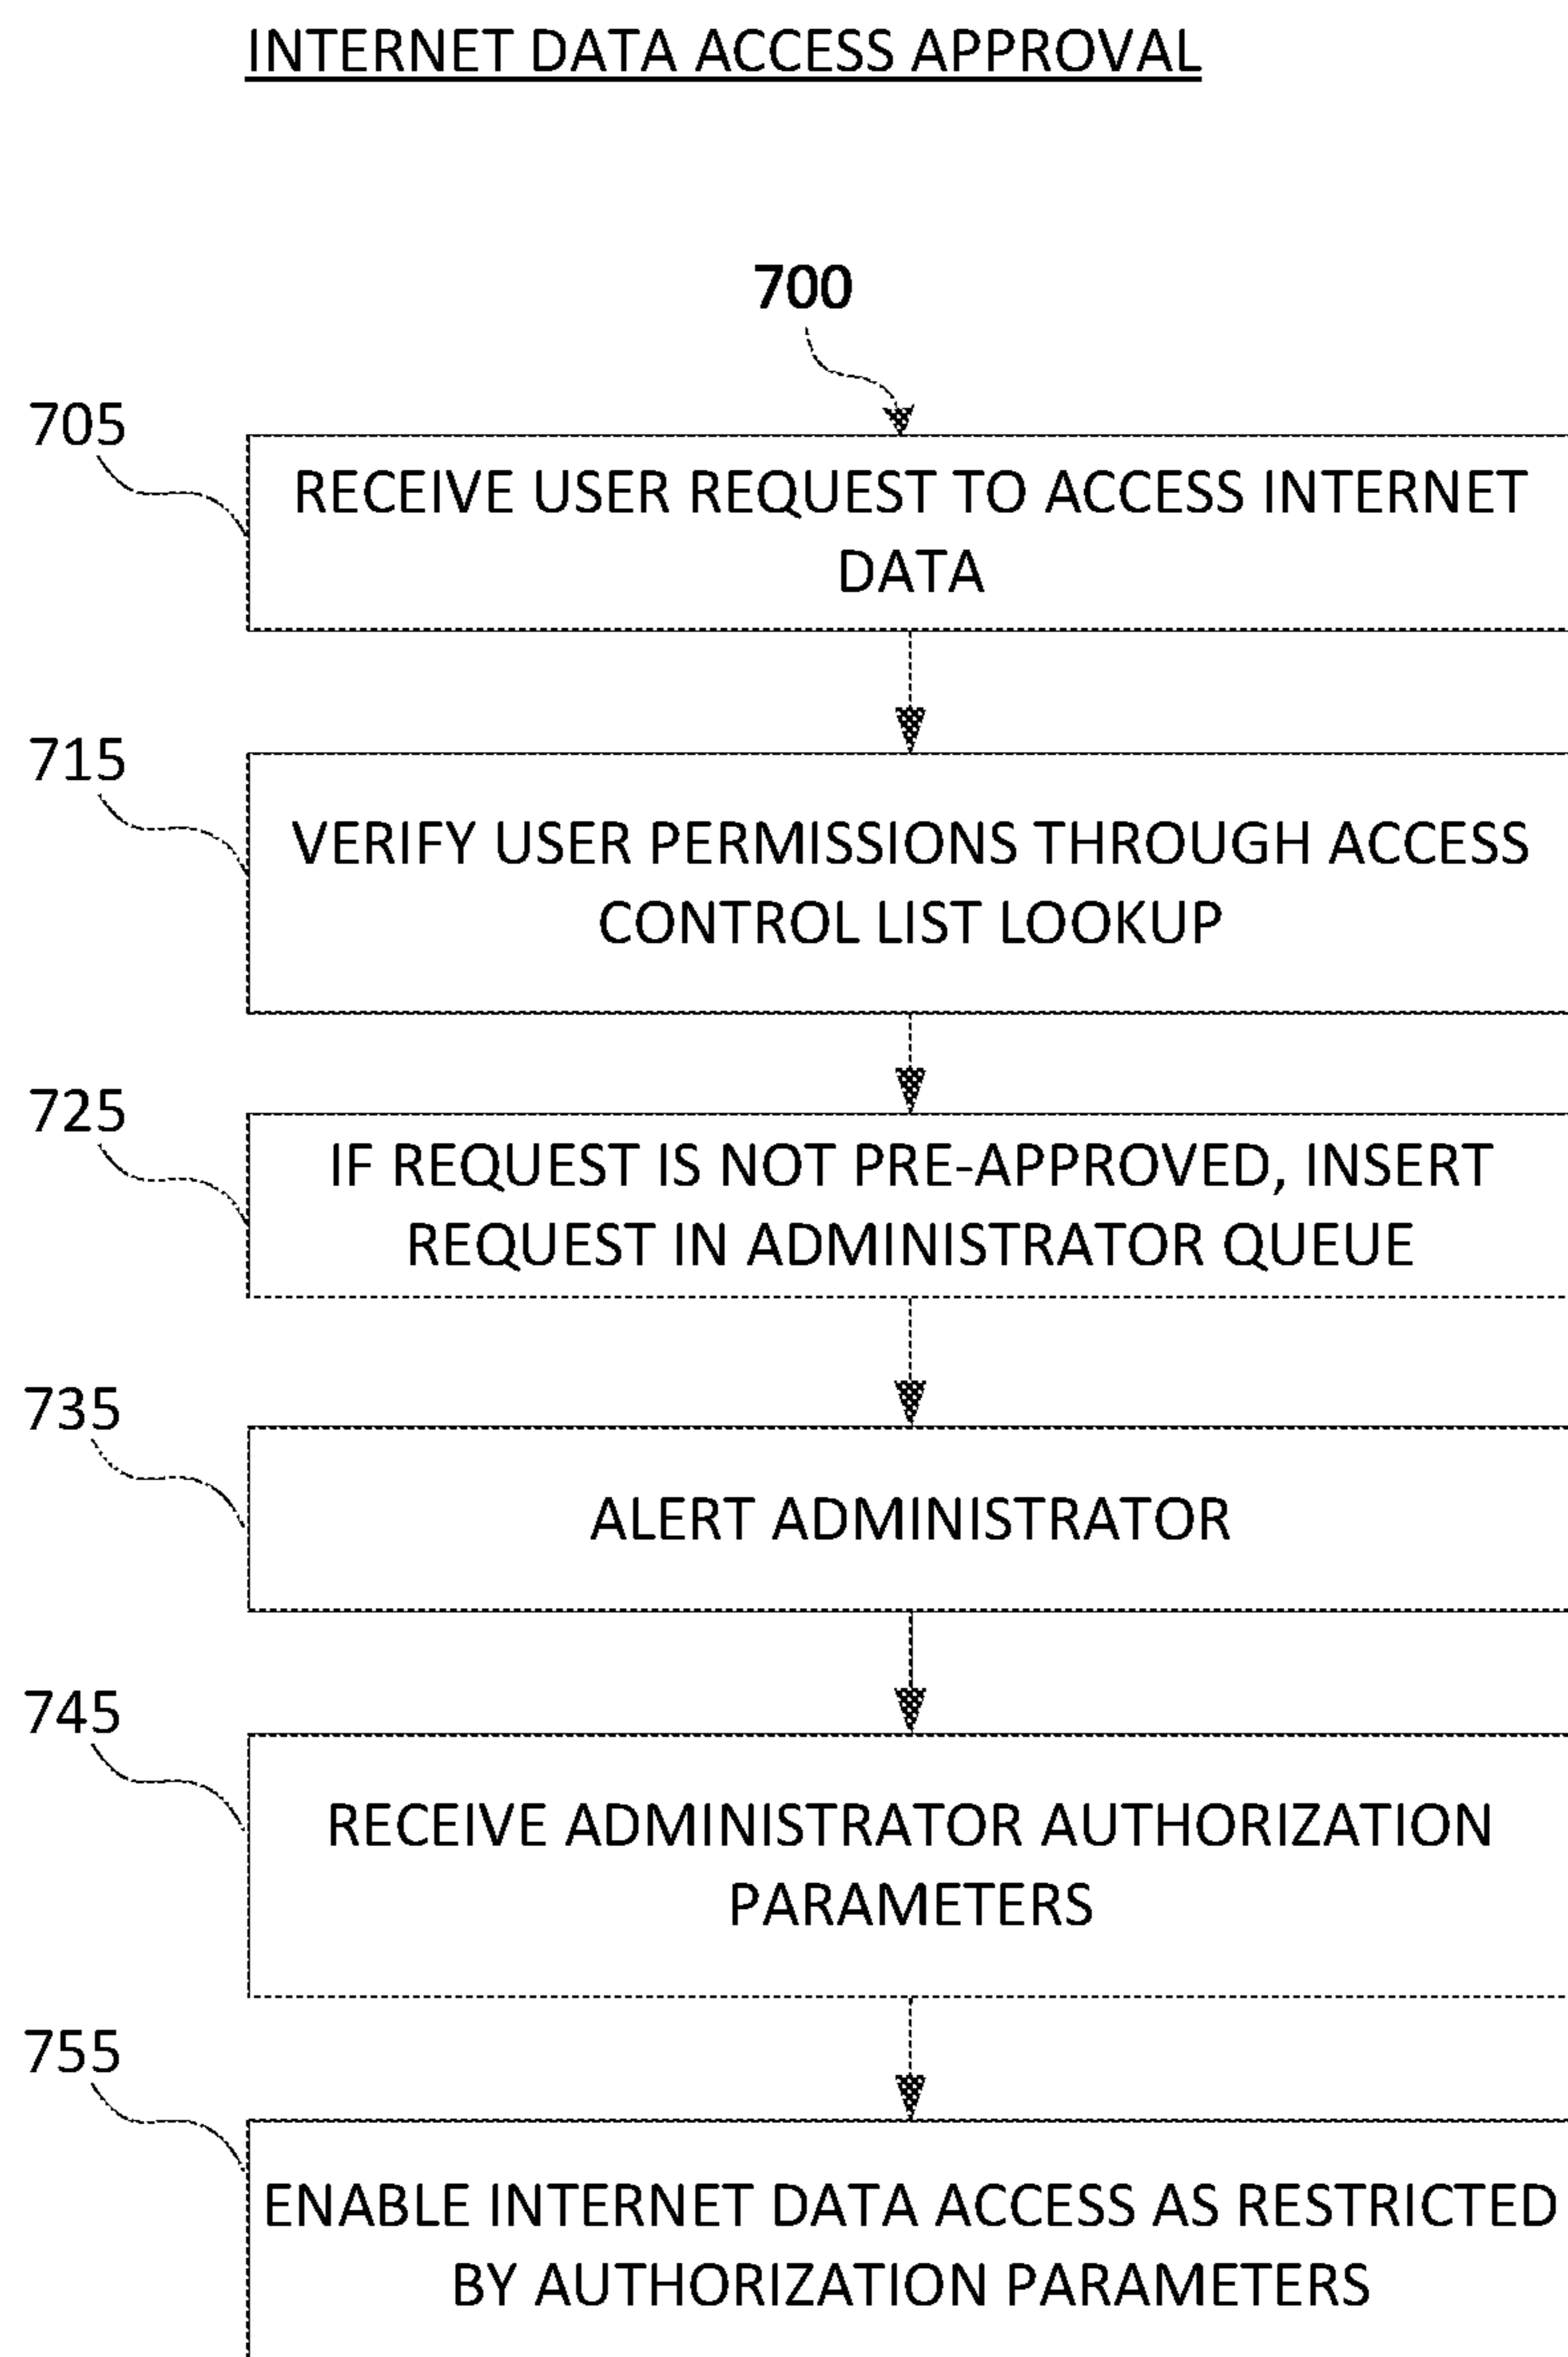 INTERNET DATA ACCESS APPROVAL
700
705
RECEIVE USER REQUEST TO ACCESS INTERNET
DATA
715
VERIFY USER PERMISSIONS THROUGH ACCESS
CONTROL LIST LOOKUP
725
IF REQUEST IS NOT PRE-APPROVED, INSERT
REQUEST IN ADMINISTRATOR QUEUE
735
ALERT ADMINISTRATOR
745
RECEIVE ADMINISTRATOR AUTHORIZATION
PARAMETERS
755
ENABLE INTERNET DATA ACCESS AS RESTRICTED
BY AUTHORIZATION PARAMETERS